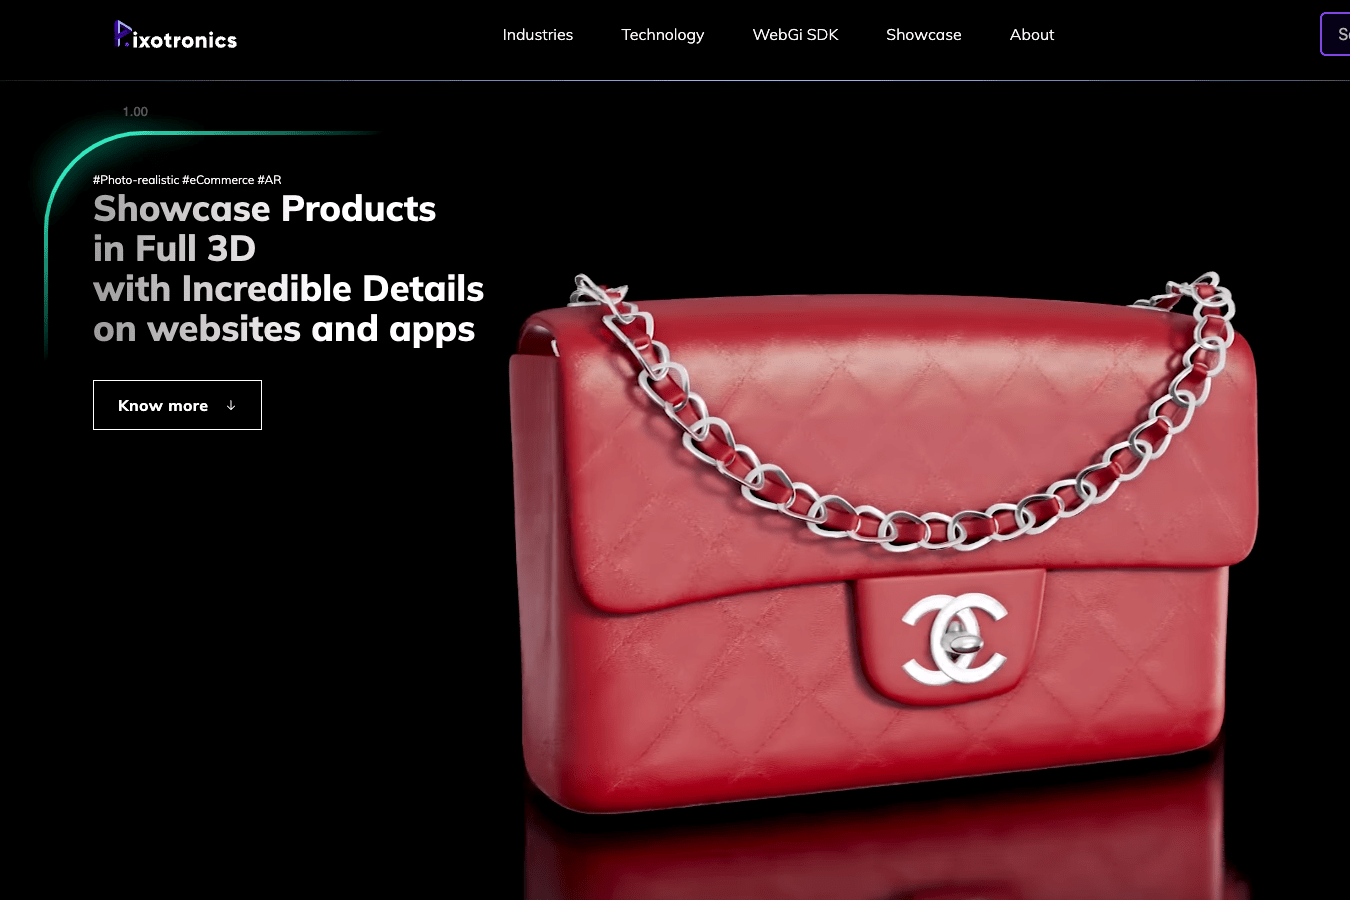 Pixotronics
Industries
Technology
WebGi SDK
Showcase
About
1.00
#Photo-realistic #eCommerce #AR
Showcase Products
in Full 3D
with Incredible Details
on websites and apps
Know more ↓